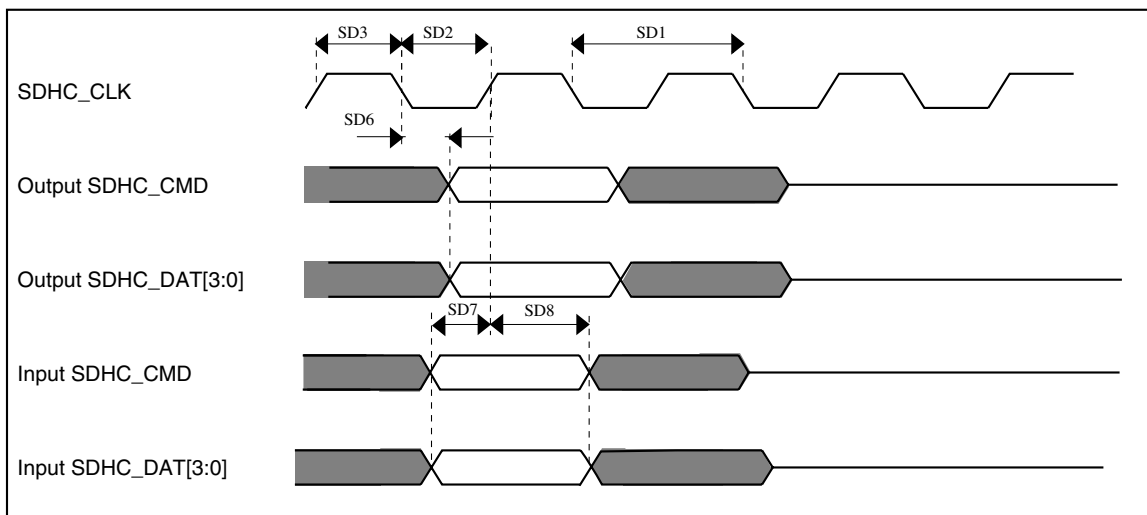 SD3 SD2 SD1
SDHC_CLK
SD6
Output SDHC_CMD
Output SDHC_DAT[3:0]
SD7 SD8
Input SDHC_CMD
Input SDHC_DAT[3:0]